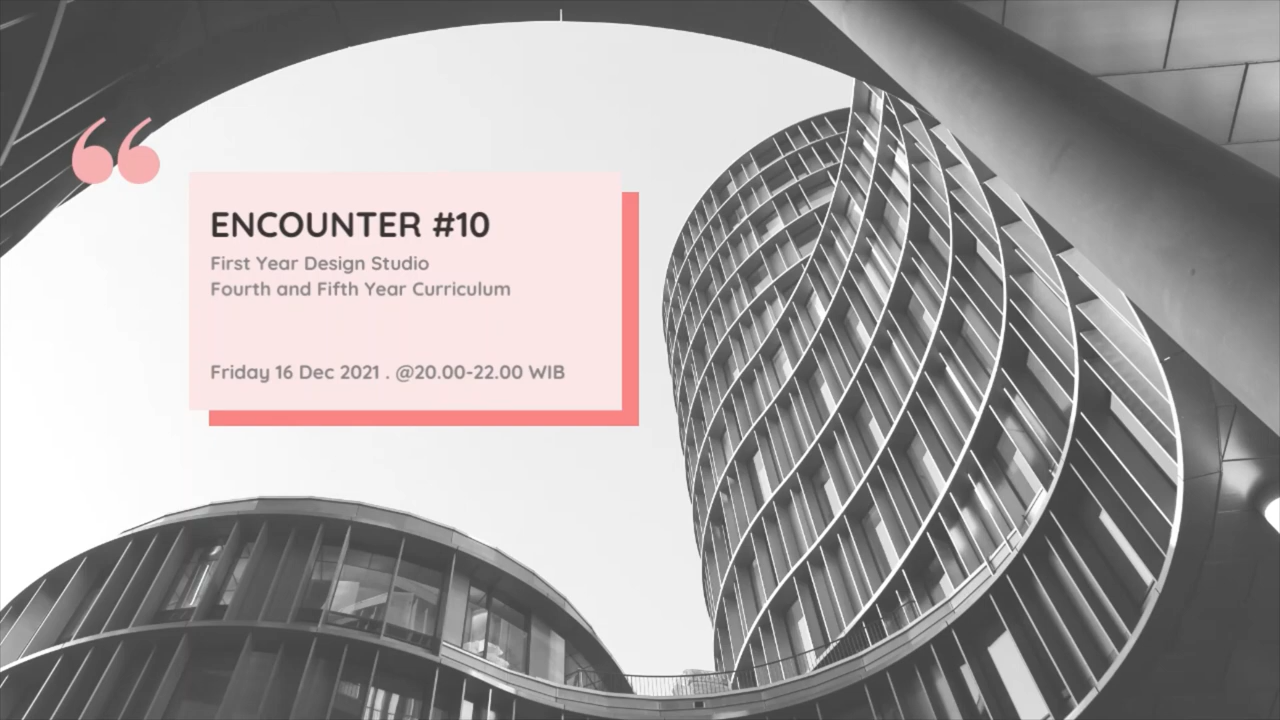 ENCOUNTER #10
First Year Design Studio
Fourth and Fifth Year Curriculum
Friday 16 Dec 2021 . @20.00-22.00 WIB